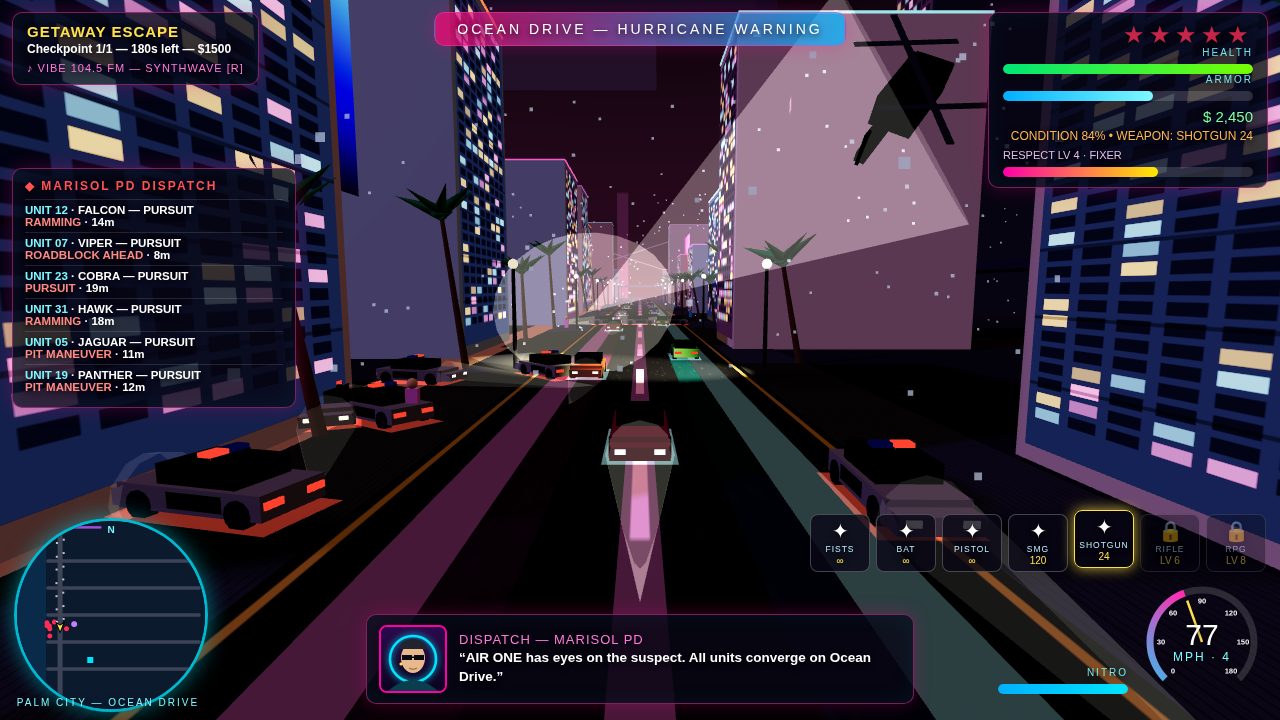 GETAWAY ESCAPE
Checkpoint 1/1 — 180s left — $1500
♪ VIBE 104.5 FM — SYNTHWAVE [R]
OCEAN DRIVE — HURRICANE WARNING
★ ★ ★ ★ ★
HEALTH
ARMOR
$ 2,450
CONDITION 84% • WEAPON: SHOTGUN 24
RESPECT LV 4 · FIXER
◆ MARISOL PD DISPATCH
UNIT 12 · FALCON — PURSUIT
RAMMING · 14m
UNIT 07 · VIPER — PURSUIT
ROADBLOCK AHEAD · 8m
UNIT 23 · COBRA — PURSUIT
PURSUIT · 19m
UNIT 31 · HAWK — PURSUIT
RAMMING · 18m
UNIT 05 · JAGUAR — PURSUIT
PIT MANEUVER · 11m
UNIT 19 · PANTHER — PURSUIT
PIT MANEUVER · 12m
N
PALM CITY — OCEAN DRIVE
FISTS
∞
BAT
∞
PISTOL
∞
SMG
120
SHOTGUN
24
RIFLE
LV 6
RPG
LV 8
DISPATCH — MARISOL PD
“AIR ONE has eyes on the suspect. All units converge on Ocean
Drive.”
NITRO
0
30
60
90
120
150
180
77
MPH · 4